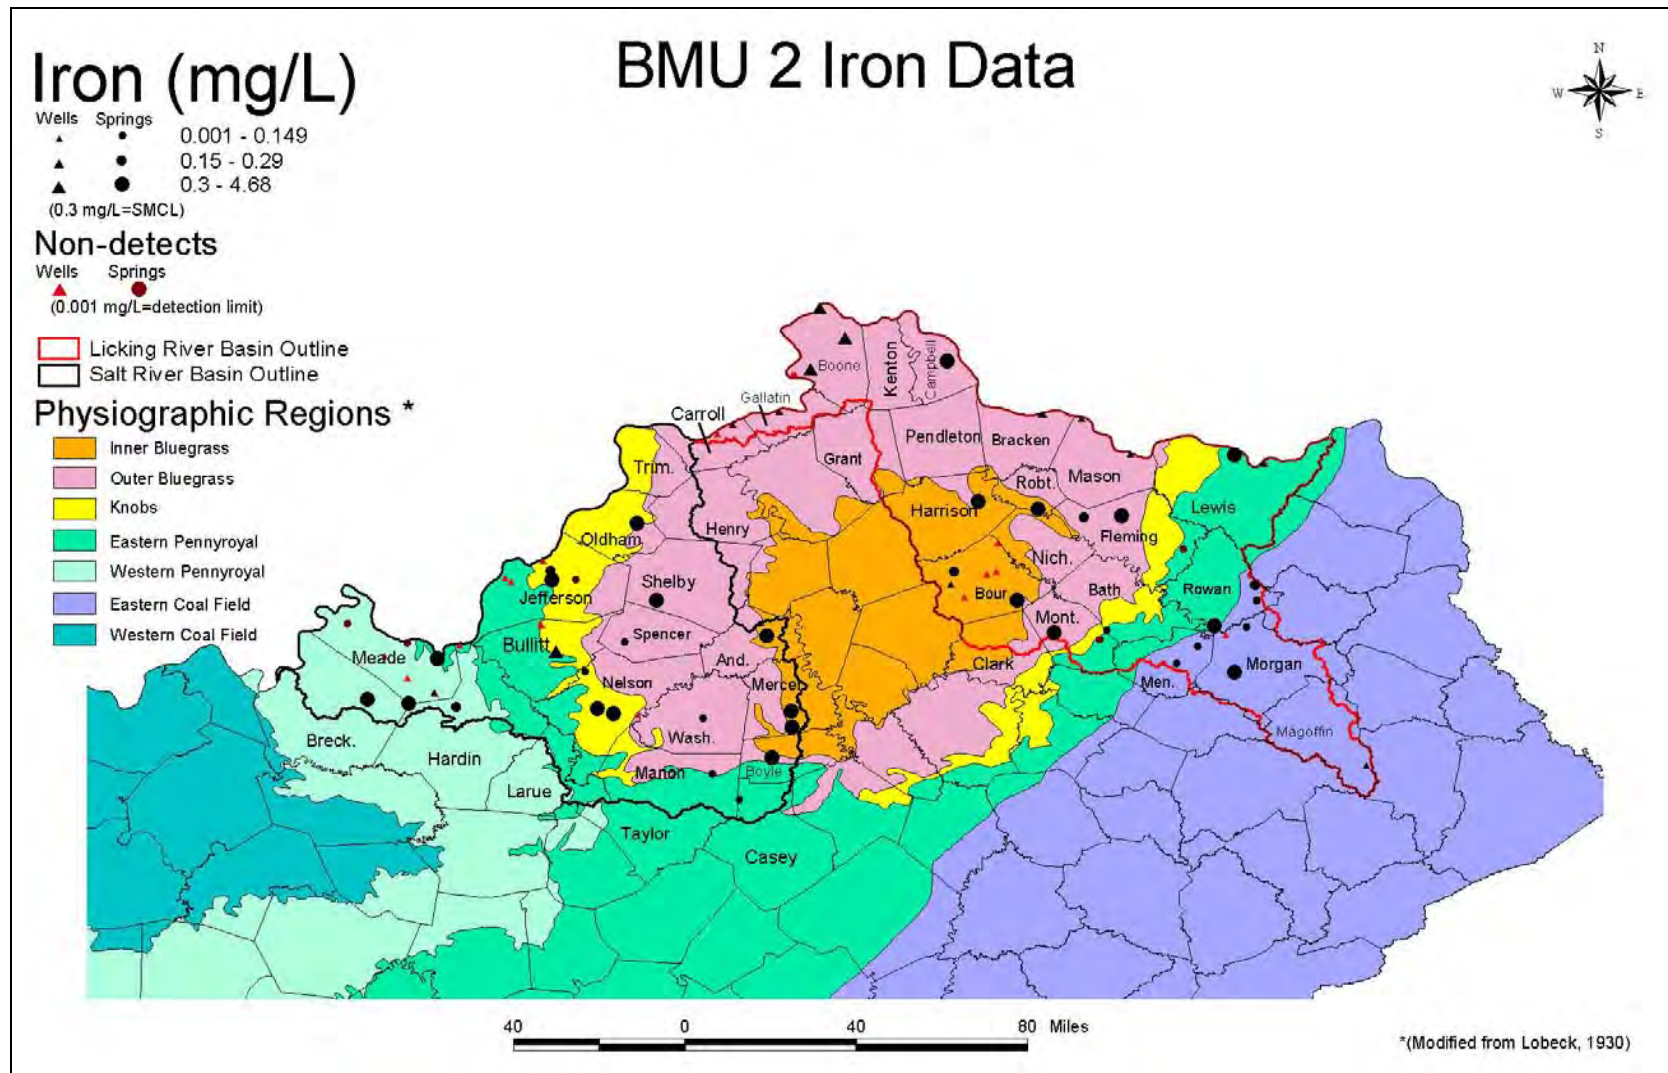 BMU 2 Iron Data
Iron (mg/L)
Wells Springs
0.001 - 0.149
0.15 - 0.29
0.3 - 4.68
(0.3 mg/L=SMCL)
Non-detects
Wells Springs
(0.001 mg/L=detection limit)
Licking River Basin Outline
Salt River Basin Outline
Physiographic Regions *
Inner Bluegrass
Outer Bluegrass
Knobs
Eastern Pennyroyal
Western Pennyroyal
Eastern Coal Field
Western Coal Field
N
W E
S
Boone
Kenton
Campbell
Gallatin
Carroll
Pendleton
Bracken
Grant
Trim.
Robt.
Mason
Harrison
Lewis
Henry
Oldham
Fleming
Nich.
Shelby
Jefferson
Bour
Bath
Rowan
Mont.
Spencer
Bullitt
Meade
And.
Clark
Morgan
Nelson
Mercer
Men.
Wash.
Magoffin
Breck.
Hardin
Marion
Boyle
Larue
Taylor
Casey
40 0 40 80 Miles
*(Modified from Lobeck, 1930)